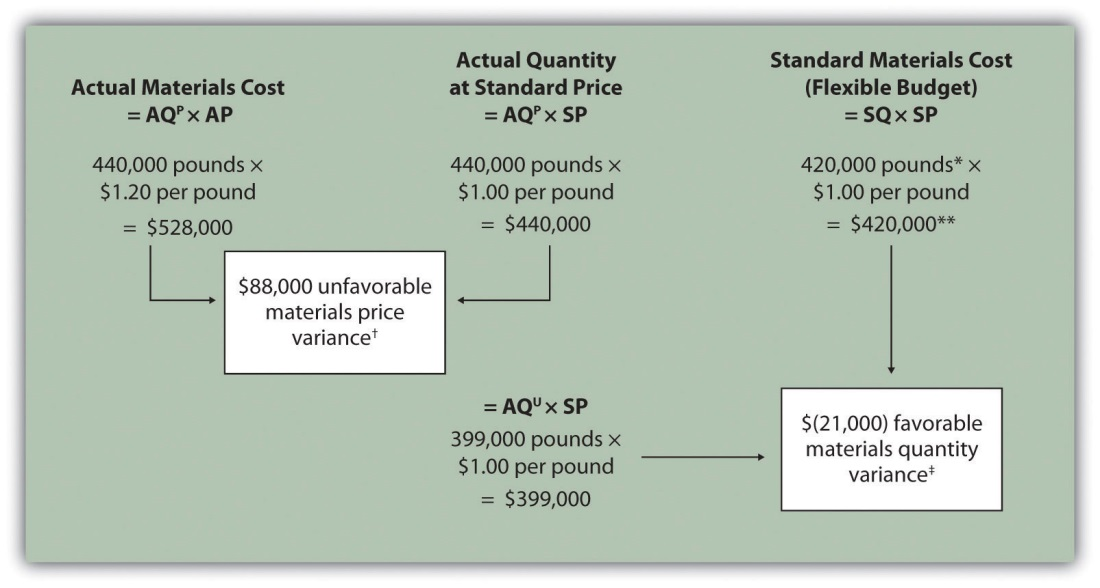 Actual Materials Cost
= AQᴾ × AP
440,000 pounds ×
$1.20 per pound
= $528,000
Actual Quantity
at Standard Price
= AQᴾ × SP
440,000 pounds ×
$1.00 per pound
= $440,000
Standard Materials Cost
(Flexible Budget)
= SQ × SP
420,000 pounds* ×
$1.00 per pound
= $420,000**
$88,000 unfavorable
materials price
variance†
= AQᵁ × SP
399,000 pounds ×
$1.00 per pound
= $399,000
$(21,000) favorable
materials quantity
variance‡